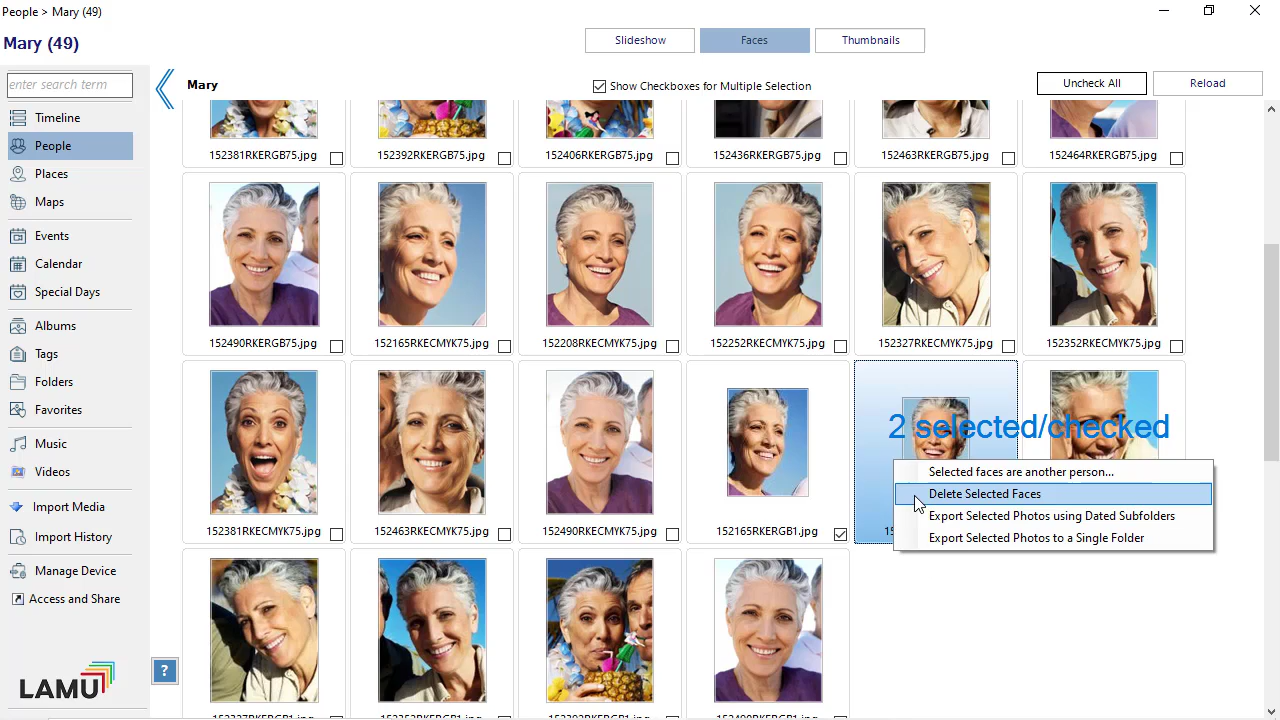 People > Mary (49)
Mary (49)
Slideshow
Faces
Thumbnails
enter search term
Mary
Show Checkboxes for Multiple Selection
Uncheck All
Reload
Timeline
People
Places
Maps
Events
Calendar
Special Days
Albums
Tags
Folders
Favorites
Music
Videos
Import Media
Import History
Manage Device
Access and Share
LAMU
?
152381RKERGB75.jpg
152392RKERGB75.jpg
152406RKERGB75.jpg
152436RKERGB75.jpg
152463RKERGB75.jpg
152464RKERGB75.jpg
152490RKERGB75.jpg
152165RKECMYK75.jpg
152208RKECMYK75.jpg
152252RKECMYK75.jpg
152327RKECMYK75.jpg
152352RKECMYK75.jpg
152381RKECMYK75.jpg
152463RKECMYK75.jpg
152490RKECMYK75.jpg
152165RKERGB1.jpg
2 selected/checked
Selected faces are another person...
Delete Selected Faces
Export Selected Photos using Dated Subfolders
Export Selected Photos to a Single Folder